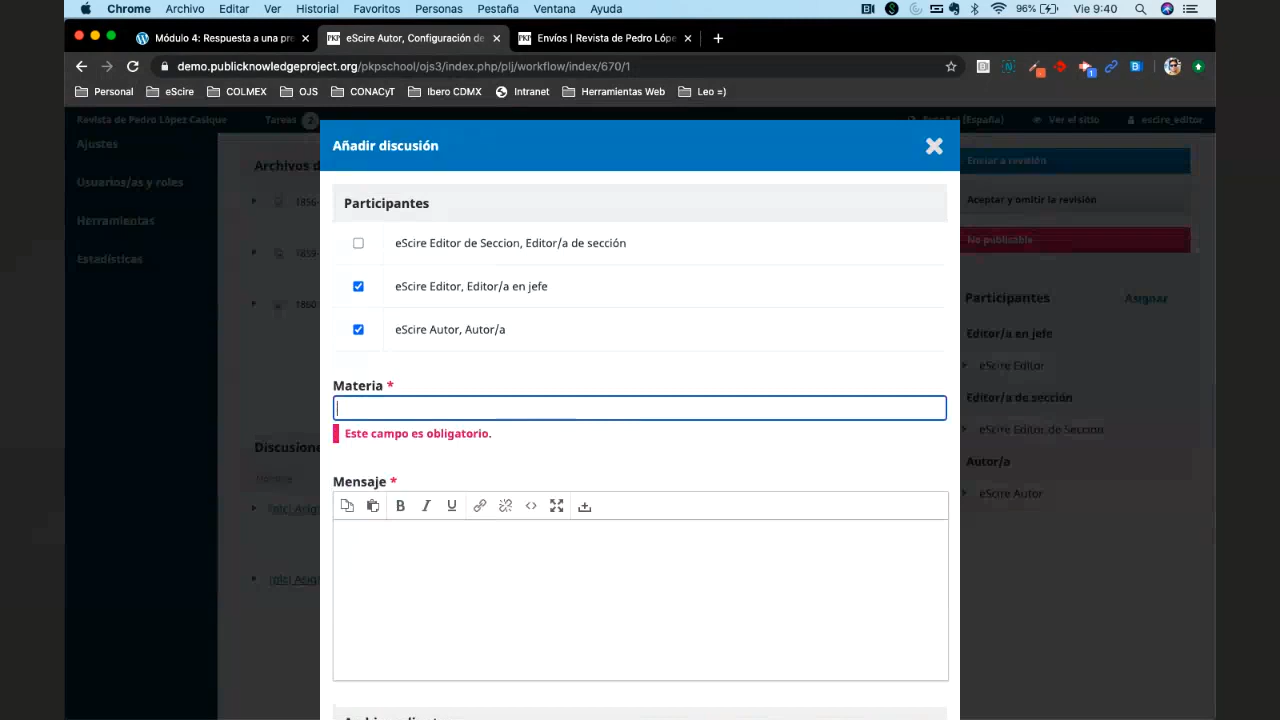 Chrome Archivo Editar Ver Historial Favoritos Personas Pestaña Ventana Ayuda 96% Vie 9:40
Módulo 4: Respuesta a una pre eScire Autor, Configuración de Envíos | Revista de Pedro Lópe
demo.publicknowledgeproject.org/pkpschool/ojs3/index.php/plj/workflow/index/670/1
Personal eScire COLMEX OJS CONACyT Ibero CDMX Intranet Herramientas Web Leo =)
Revista de Pedro López Casique Tareas 2 Español (España) Ver el sitio escire_editor
Ajustes
Usuarios/as y roles
Herramientas
Estadísticas
Archivos d
1856-
1859-
1860-
Discusione
Nombre
Añadir discusión
Participantes
eScire Editor de Seccion, Editor/a de sección
eScire Editor, Editor/a en jefe
eScire Autor, Autor/a
Materia *
Este campo es obligatorio.
Mensaje *
Enviar a revisión
Aceptar y omitir la revisión
No publicable
Participantes Asignar
Editor/a en jefe
eScire Editor
Editor/a de sección
eScire Editor de Seccion
Autor/a
eScire Autor